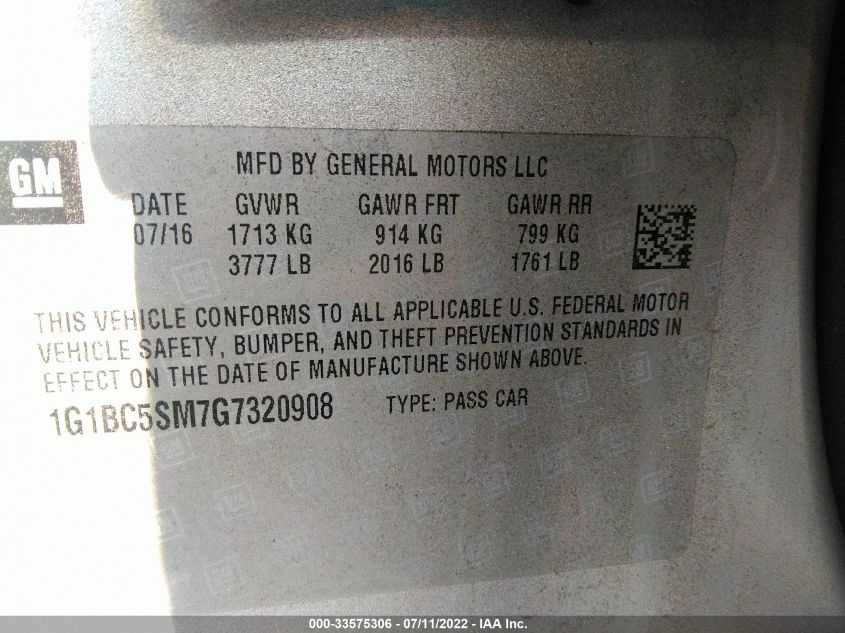 GM
MFD BY GENERAL MOTORS LLC
DATE GVWR GAWR FRT GAWR RR
07/16 1713 KG 914 KG 799 KG
3777 LB 2016 LB 1761 LB
THIS VEHICLE CONFORMS TO ALL APPLICABLE U.S. FEDERAL MOTOR
VEHICLE SAFETY, BUMPER, AND THEFT PREVENTION STANDARDS IN
EFFECT ON THE DATE OF MANUFACTURE SHOWN ABOVE.
1G1BC5SM7G7320908 TYPE: PASS CAR
000-33575306 - 07/11/2022 - IAA Inc.